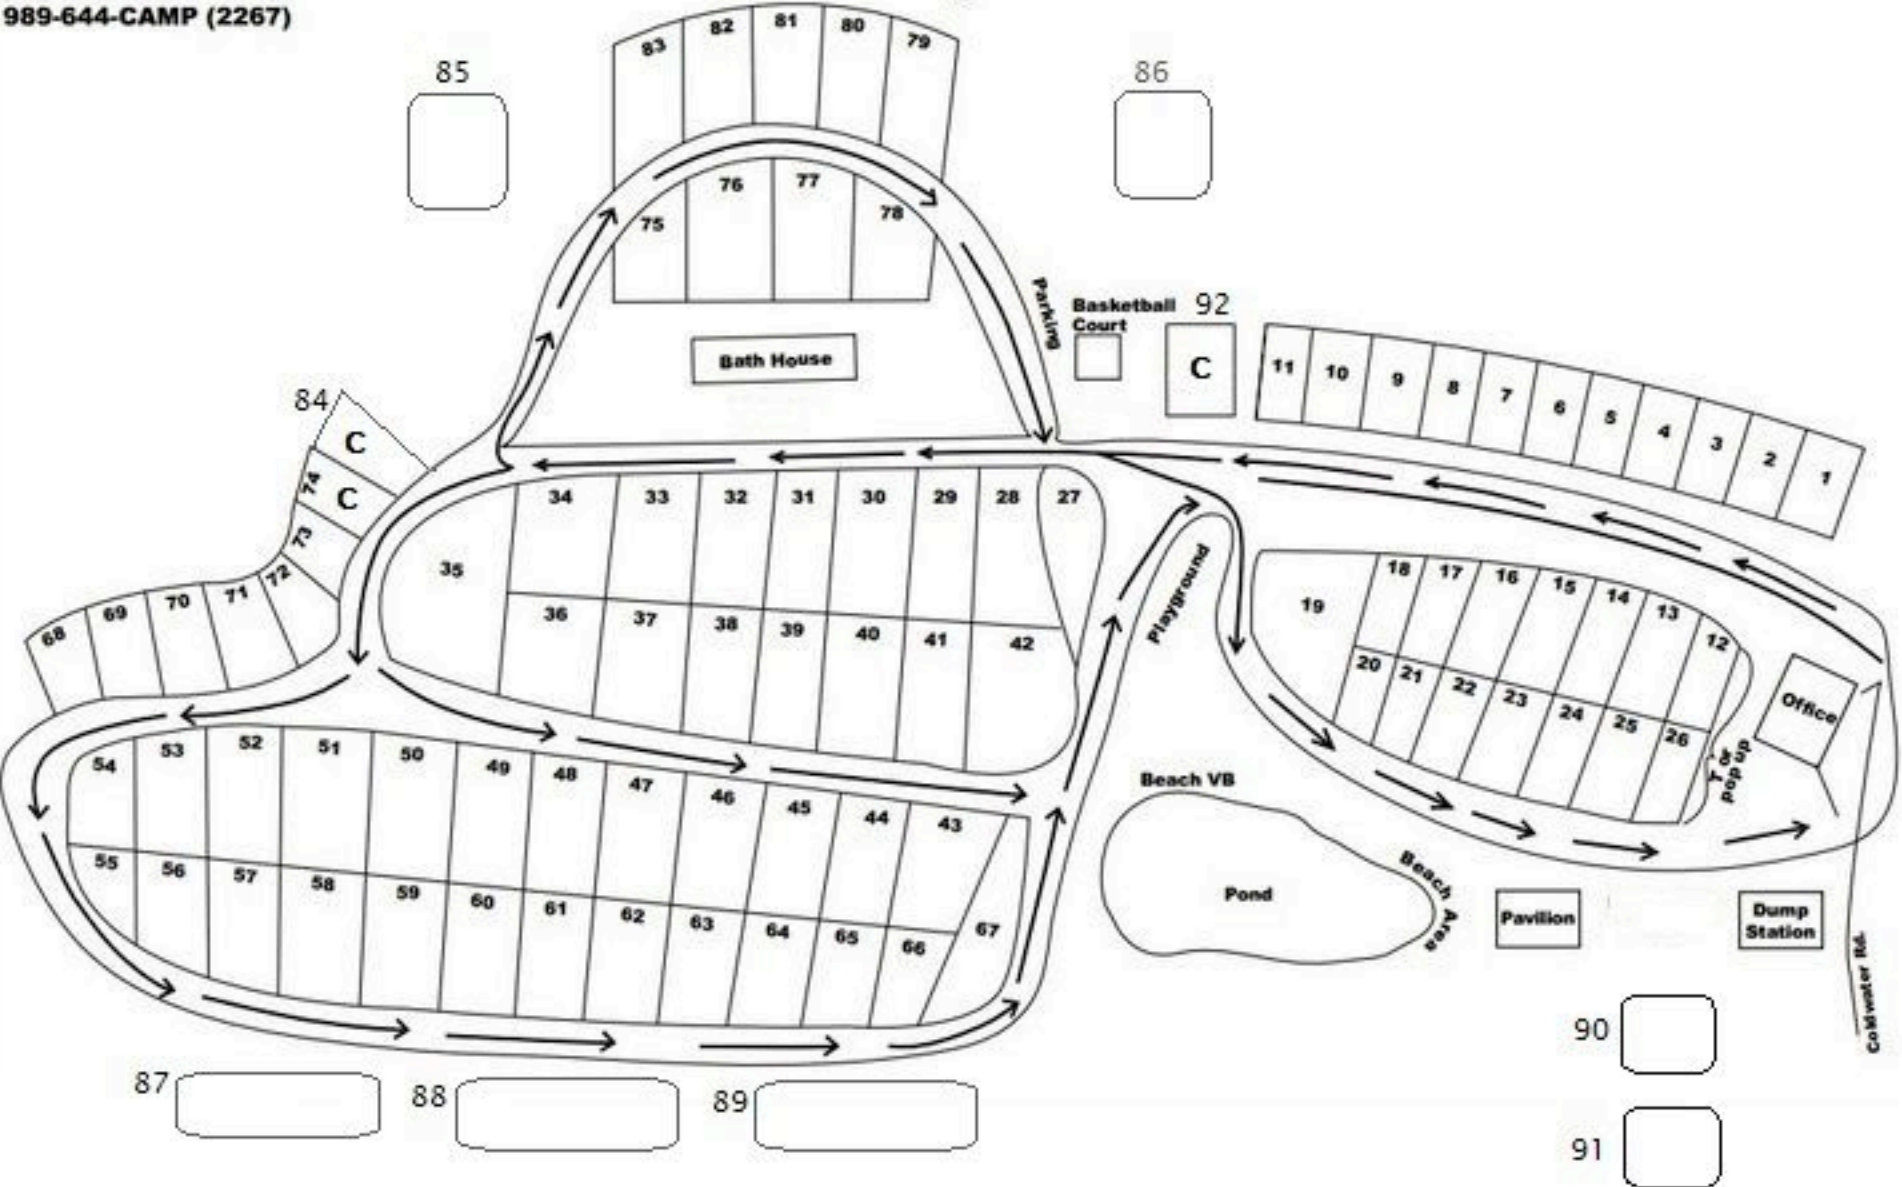 989-644-CAMP (2267)
83 82 81 80 79
85
86
76 77
75 78
Parking
Basketball
Court
92
C
Bath House
11 10 9 8 7 6 5 4 3 2 1
84
C
74
C
73
72
71
70
69
68
34 33 32 31 30 29 28 27
35
36 37 38 39 40 41 42
Playground
18 17 16 15 14 13 12
19
20 21 22 23 24 25 26
Office
"T" or
pop up
54 53 52 51 50 49 48 47 46 45 44 43
55 56 57 58 59 60 61 62 63 64 65 66 67
Beach VB
Pond
Beach Area
Pavilion
Dump
Station
Coldwater Rd.
87
88
89
90
91